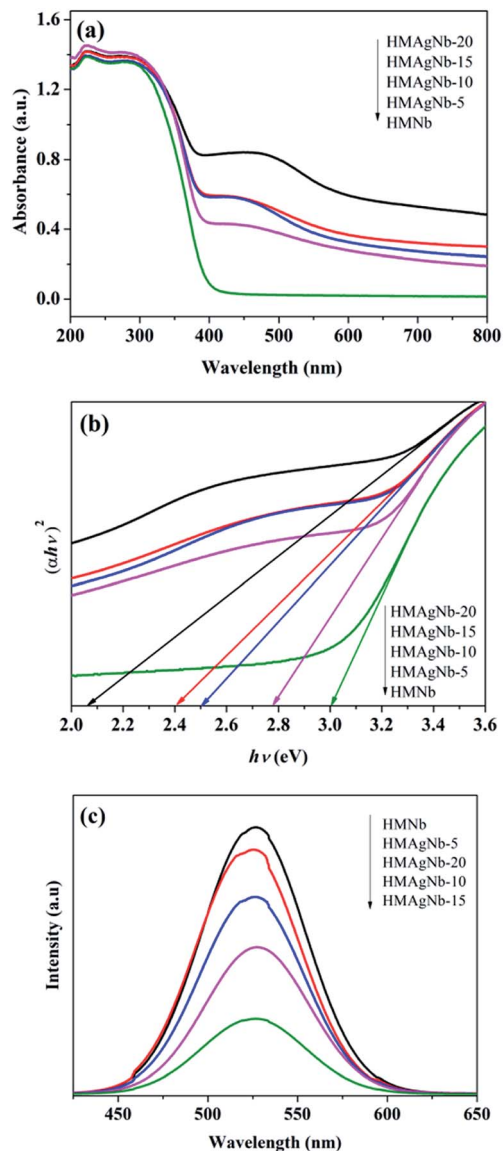 (a)
1.6
1.2
0.8
0.4
0.0
Absorbance (a.u.)
HMAgNb-20
HMAgNb-15
HMAgNb-10
HMAgNb-5
HMNb
200 300 400 500 600 700 800
Wavelength (nm)
(b)
(αhν)²
HMAgNb-20
HMAgNb-15
HMAgNb-10
HMAgNb-5
HMNb
2.0 2.2 2.4 2.6 2.8 3.0 3.2 3.4 3.6
hν (eV)
(c)
Intensity (a.u)
HMNb
HMAgNb-5
HMAgNb-20
HMAgNb-10
HMAgNb-15
450 500 550 600 650
Wavelength (nm)